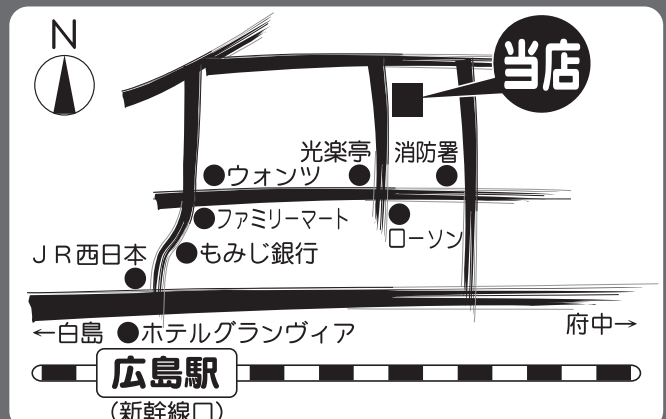 N
当店
光楽亭
消防署
ウォンツ
ファミリーマート
ローソン
JR西日本
もみじ銀行
←白島
ホテルグランヴィア
府中→
広島駅
(新幹線口)